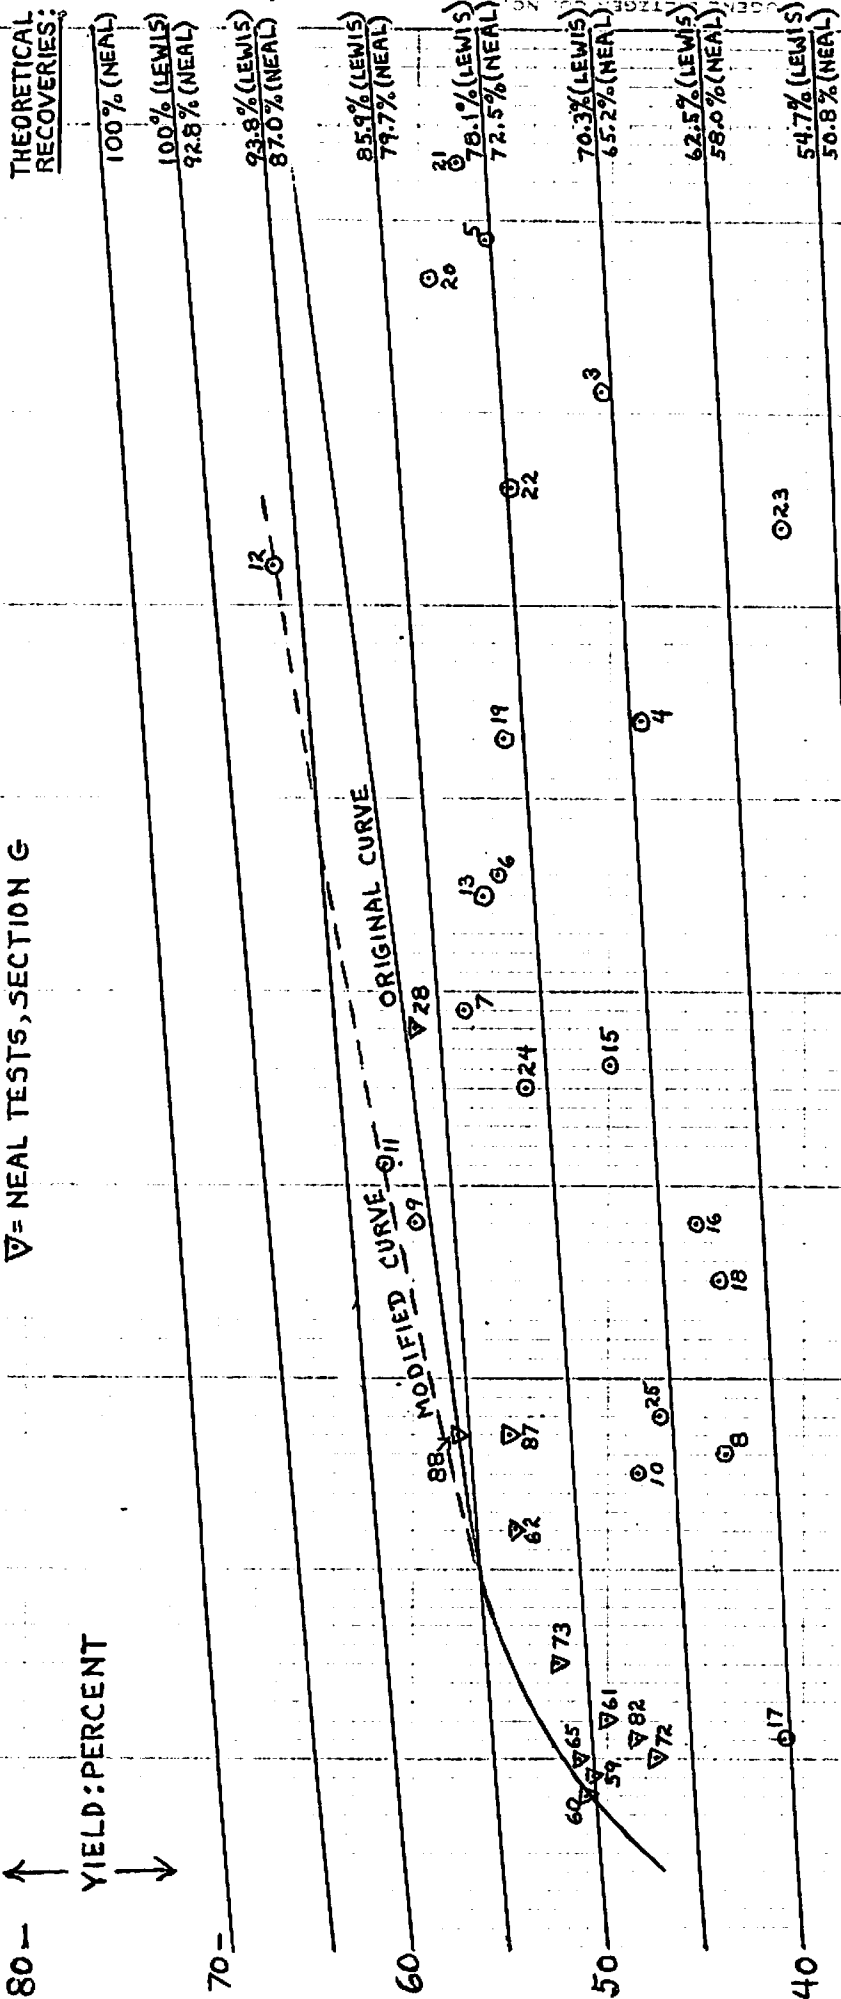 ▽ = NEAL TESTS, SECTION G
THEORETICAL
RECOVERIES:
100% (NEAL)
100% (LEWIS)
92.8% (NEAL)
93.8% (LEWIS)
87.0% (NEAL)
85.9% (LEWIS)
79.7% (NEAL)
78.1% (LEWIS)
72.5% (NEAL)
70.3% (LEWIS)
65.2% (NEAL)
62.5% (LEWIS)
58.0% (NEAL)
54.7% (LEWIS)
50.8% (NEAL)
YIELD: PERCENT
80
70
60
50
40
ORIGINAL CURVE
MODIFIED CURVE
12
21
5
20
3
22
23
19
4
13
6
28
7
24
15
11
9
16
18
88
87
25
10
8
62
73
61
65
82
72
59
60
17